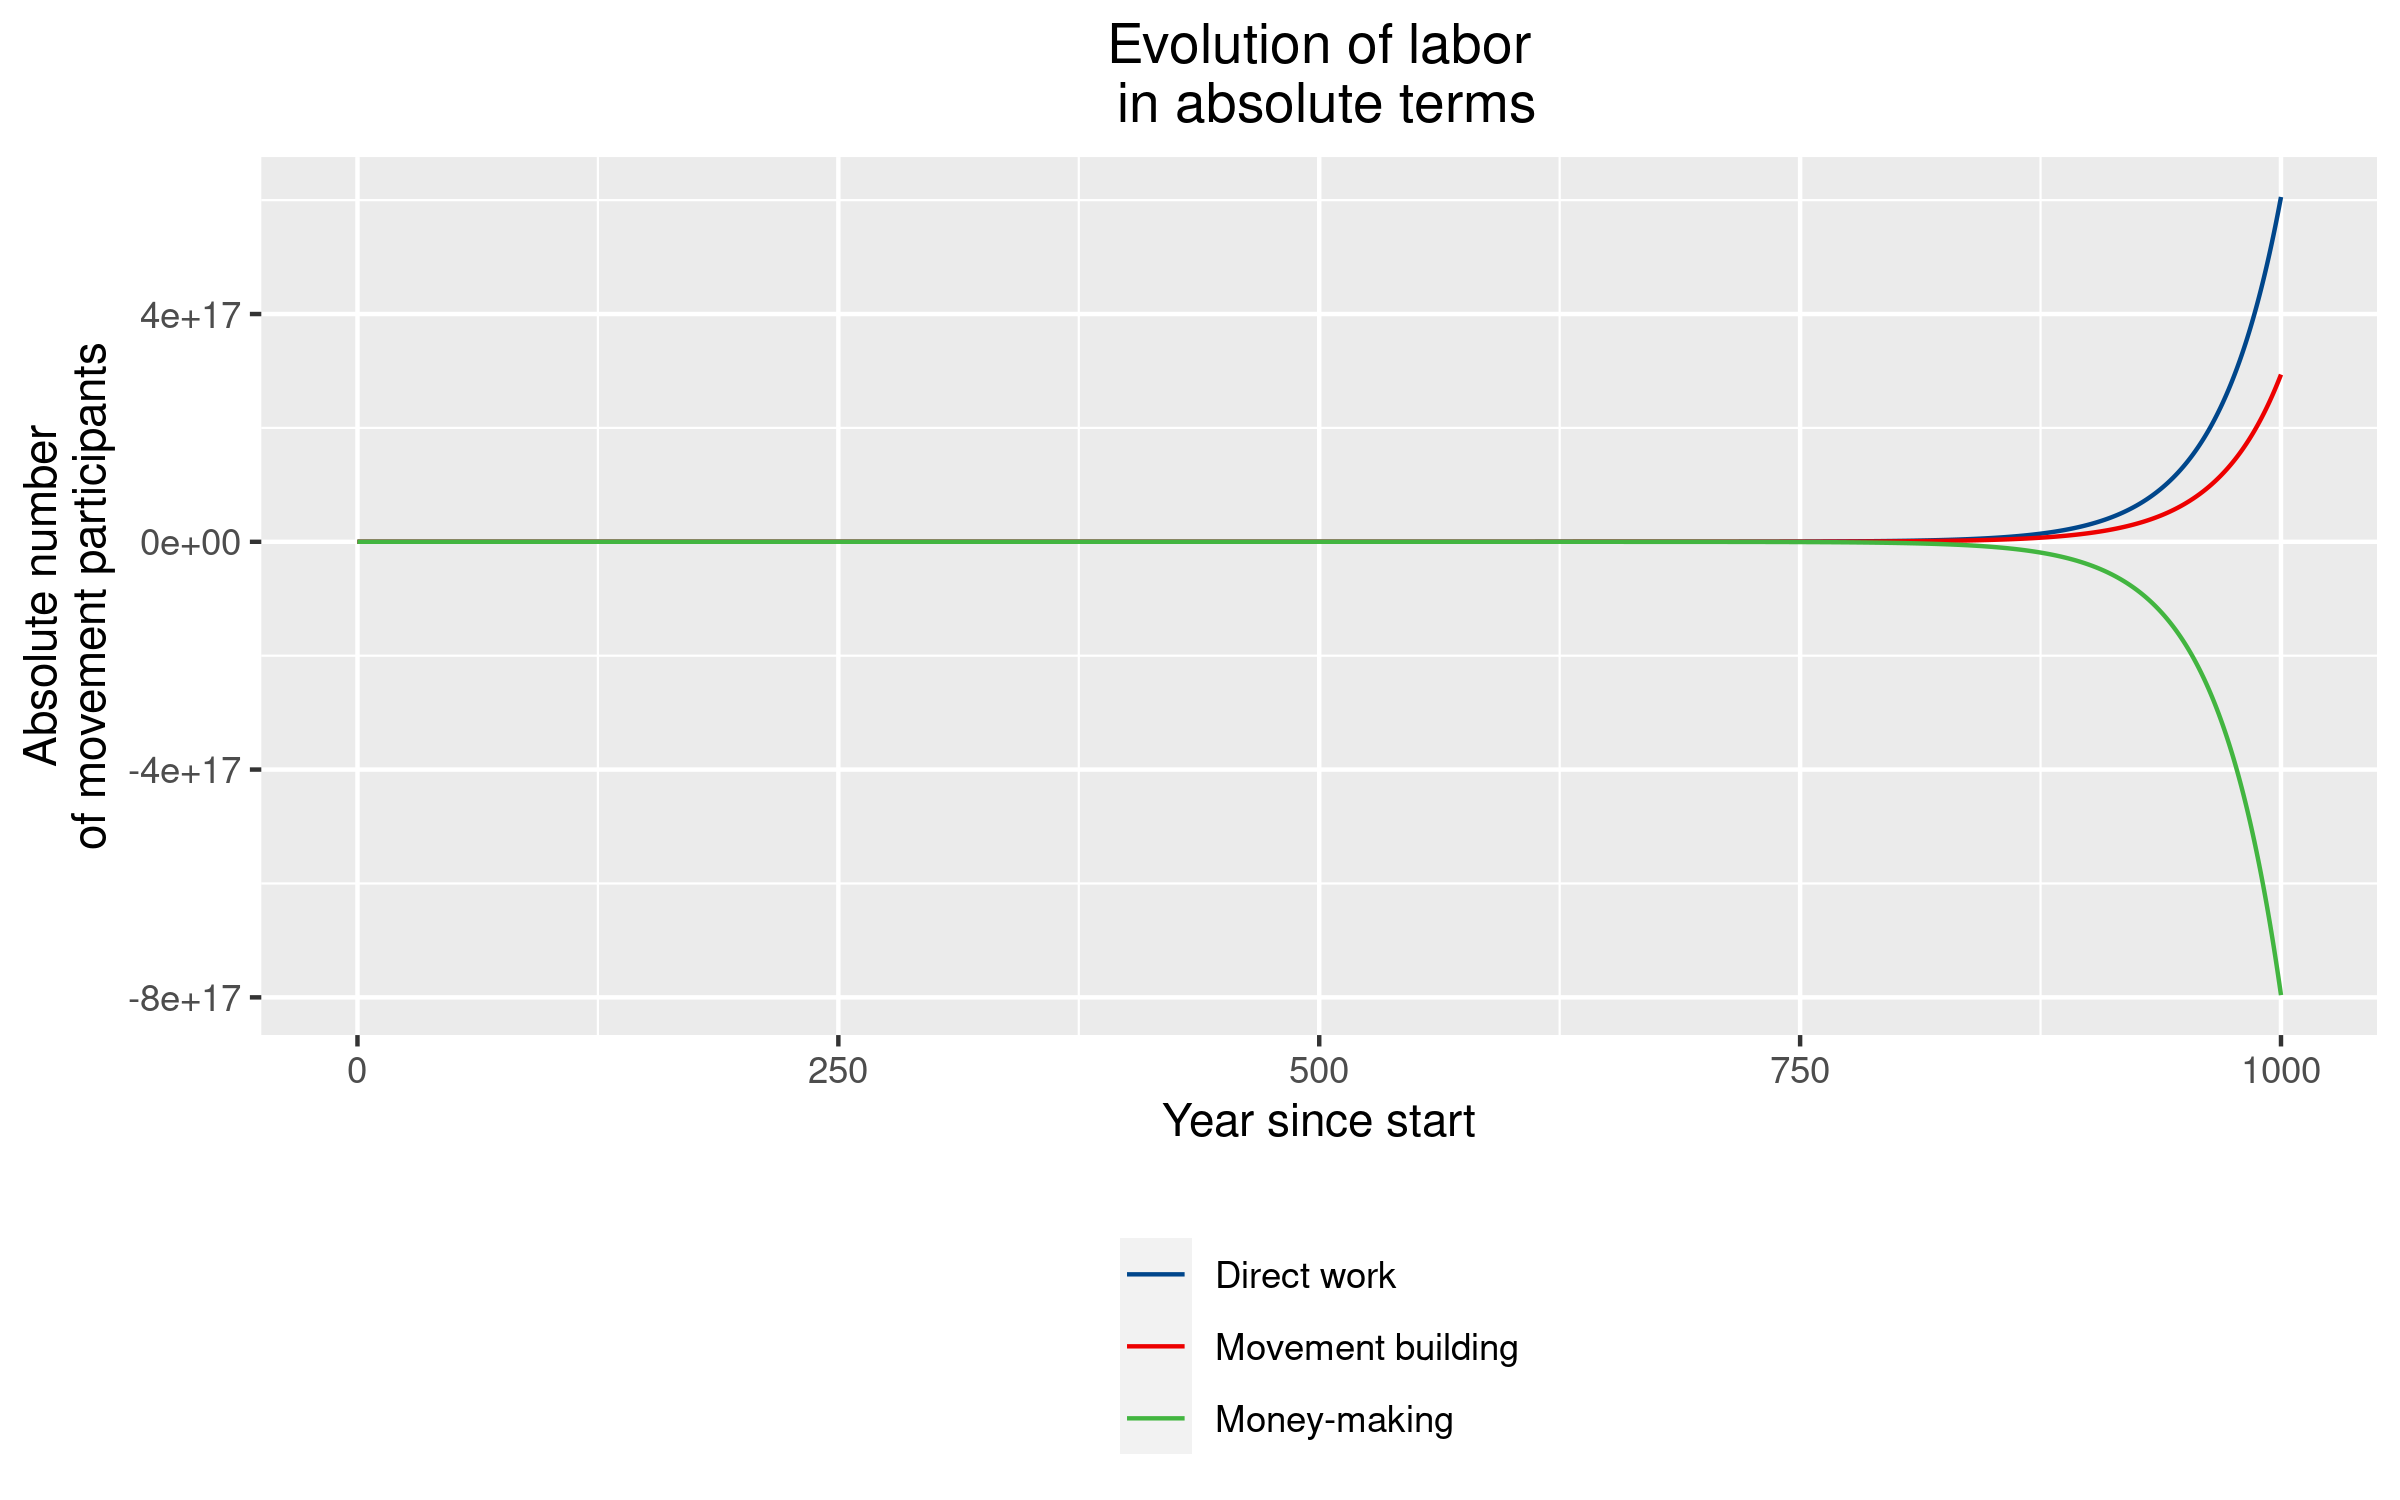 Evolution of labor
in absolute terms
Absolute number
of movement participants
4e+17
0e+00
-4e+17
-8e+17
0
250
500
750
1000
Year since start
Direct work
Movement building
Money-making